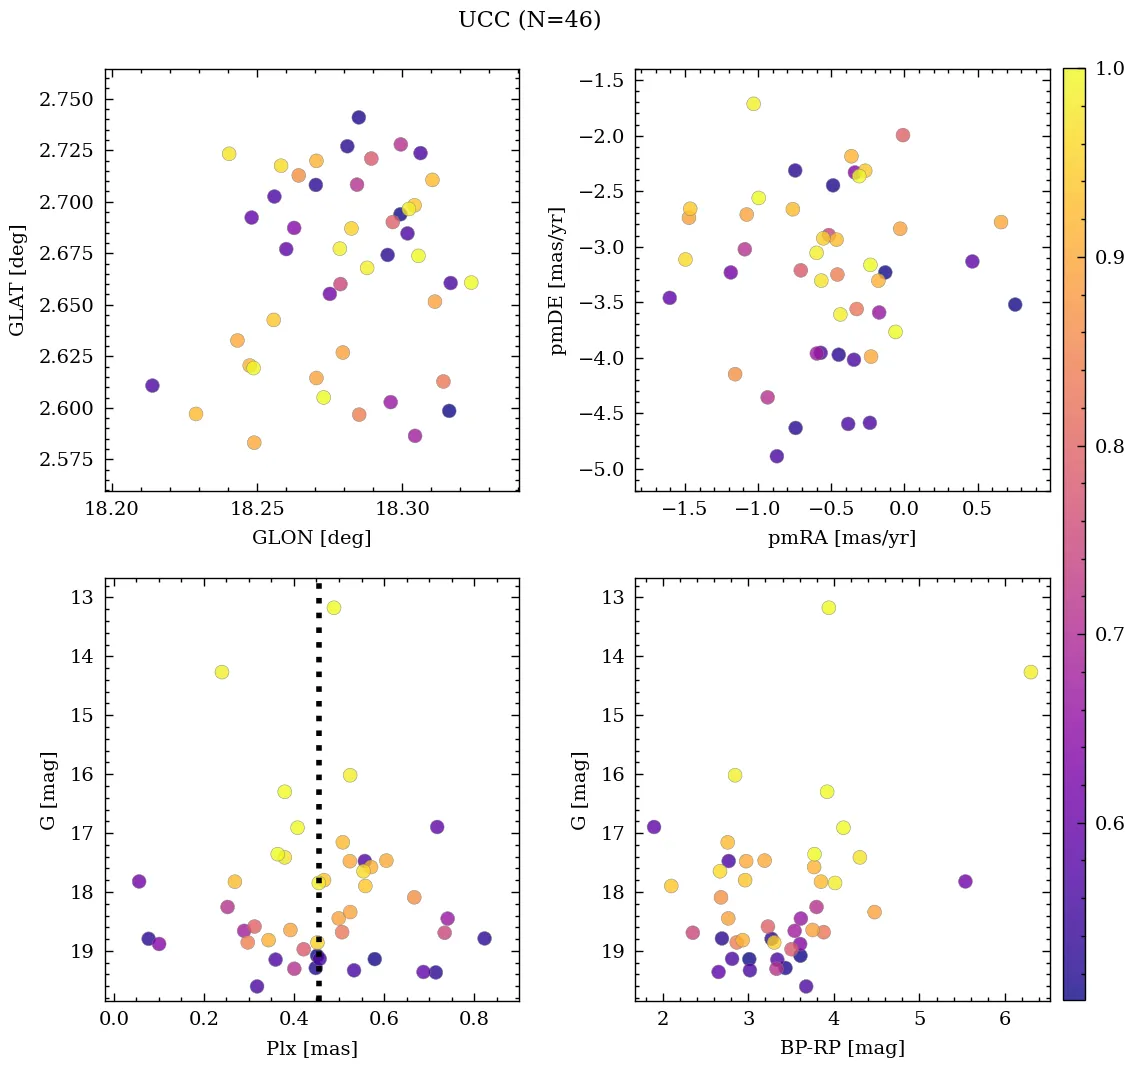 UCC (N=46)
2.750
2.725
2.700
2.675
2.650
2.625
2.600
2.575
GLAT [deg]
18.20 18.25 18.30
GLON [deg]
−1.5
−2.0
−2.5
−3.0
−3.5
−4.0
−4.5
−5.0
pmDE [mas/yr]
−1.5 −1.0 −0.5 0.0 0.5
pmRA [mas/yr]
13
14
15
16
17
18
19
G [mag]
0.0 0.2 0.4 0.6 0.8
Plx [mas]
13
14
15
16
17
18
19
G [mag]
2 3 4 5 6
BP-RP [mag]
1.0
0.9
0.8
0.7
0.6